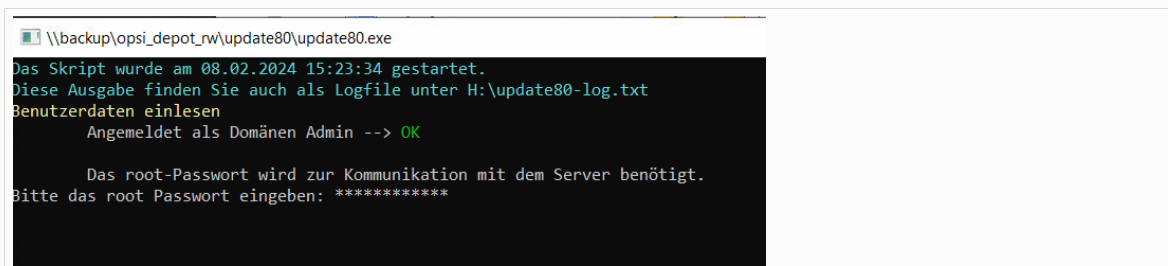 \\backup\opsi_depot_rw\update80\update80.exe
Das Skript wurde am 08.02.2024 15:23:34 gestartet.
Diese Ausgabe finden Sie auch als Logfile unter H:\update80-log.txt
Benutzerdaten einlesen
Angemeldet als Domänen Admin --> OK
Das root-Passwort wird zur Kommunikation mit dem Server benötigt.
Bitte das root Passwort eingeben: ************